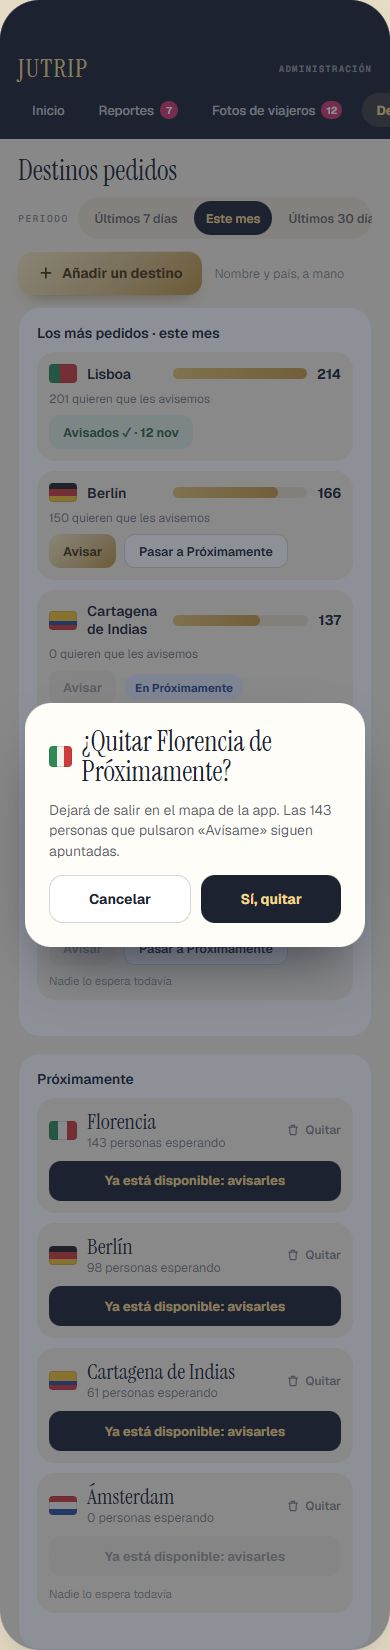 JUTRIP
ADMINISTRACIÓN
Inicio
Reportes 7
Fotos de viajeros 12
De
Destinos pedidos
PERIODO
Últimos 7 días
Este mes
Últimos 30 día
+ Añadir un destino
Nombre y país, a mano
Los más pedidos · este mes
Lisboa
214
201 quieren que les avisemos
Avisados ✓ · 12 nov
Berlín
166
150 quieren que les avisemos
Avisar
Pasar a Próximamente
Cartagena
de Indias
137
0 quieren que les avisemos
Avisar
En Próximamente
¿Quitar Florencia de
Próximamente?
Dejará de salir en el mapa de la app. Las 143
personas que pulsaron «Avísame» siguen
apuntadas.
Cancelar
Sí, quitar
Avisar
Pasar a Próximamente
Nadie lo espera todavía
Próximamente
Florencia
143 personas esperando
Quitar
Ya está disponible: avisarles
Berlín
98 personas esperando
Quitar
Ya está disponible: avisarles
Cartagena de Indias
61 personas esperando
Quitar
Ya está disponible: avisarles
Ámsterdam
0 personas esperando
Quitar
Ya está disponible: avisarles
Nadie lo espera todavía